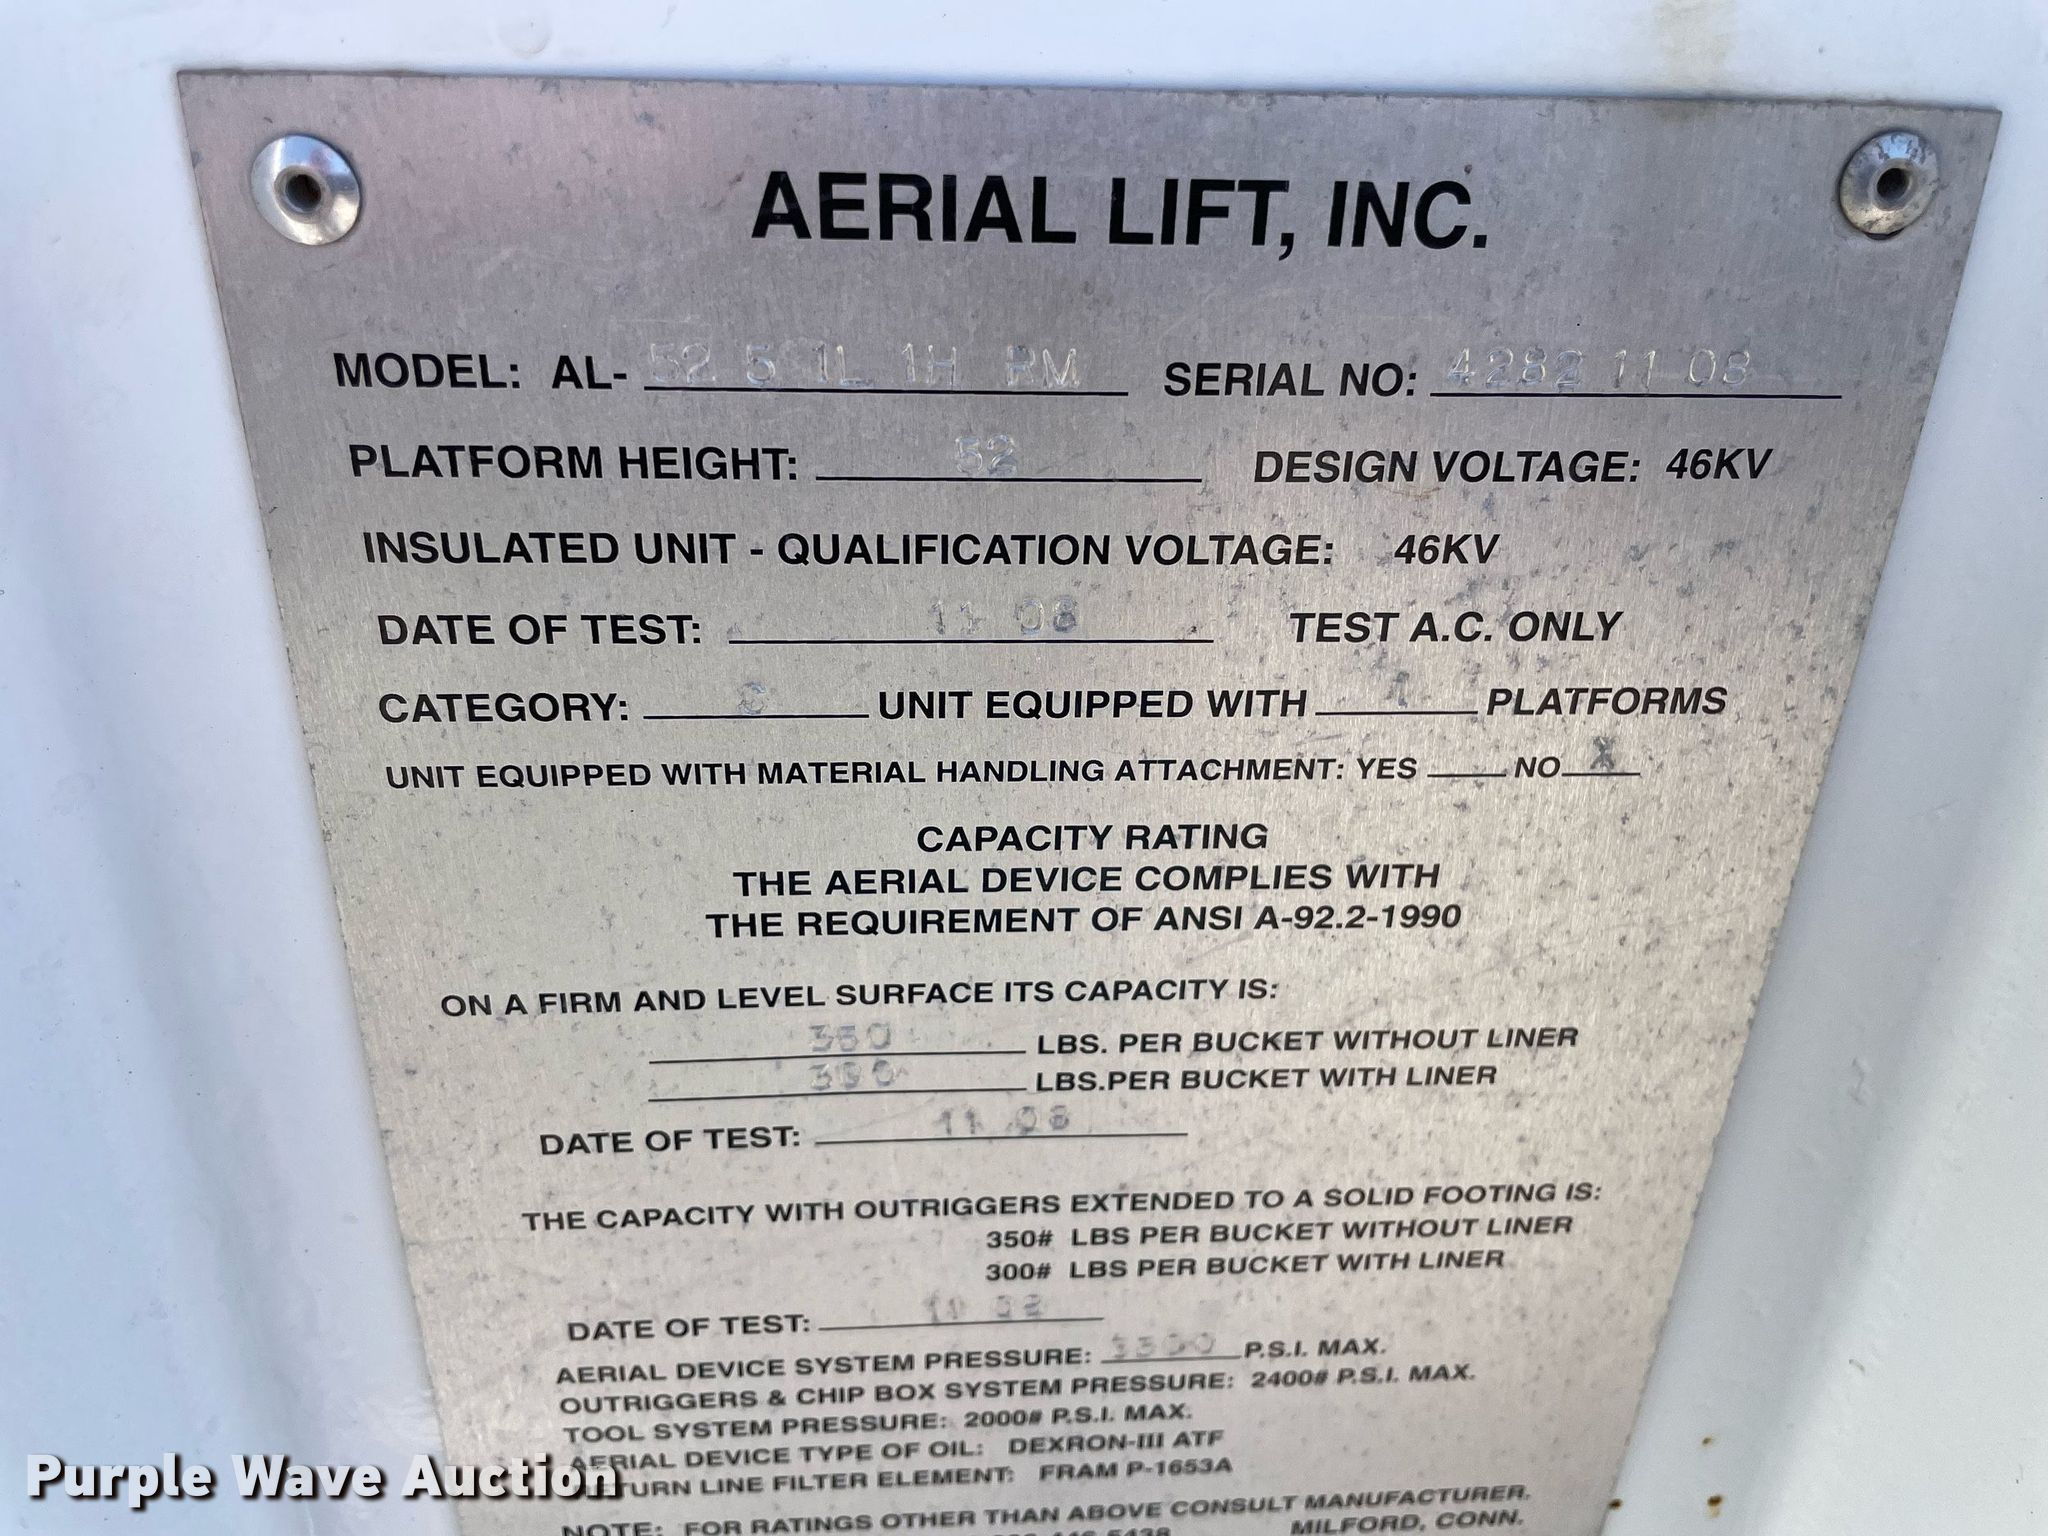 AERIAL LIFT, INC.
MODEL: AL- 52 5 1L 1H RM SERIAL NO: 4282 11 08
PLATFORM HEIGHT: 52 DESIGN VOLTAGE: 46KV
INSULATED UNIT - QUALIFICATION VOLTAGE: 46KV
DATE OF TEST: 11 08 TEST A.C. ONLY
CATEGORY: C UNIT EQUIPPED WITH 1 PLATFORMS
UNIT EQUIPPED WITH MATERIAL HANDLING ATTACHMENT: YES ____ NO X
CAPACITY RATING
THE AERIAL DEVICE COMPLIES WITH
THE REQUIREMENT OF ANSI A-92.2-1990
ON A FIRM AND LEVEL SURFACE ITS CAPACITY IS:
350 LBS. PER BUCKET WITHOUT LINER
300 LBS.PER BUCKET WITH LINER
DATE OF TEST: 11 08
THE CAPACITY WITH OUTRIGGERS EXTENDED TO A SOLID FOOTING IS:
350# LBS PER BUCKET WITHOUT LINER
300# LBS PER BUCKET WITH LINER
DATE OF TEST: 11 08
AERIAL DEVICE SYSTEM PRESSURE: 3300 P.S.I. MAX.
OUTRIGGERS & CHIP BOX SYSTEM PRESSURE: 2400# P.S.I. MAX.
TOOL SYSTEM PRESSURE: 2000# P.S.I. MAX.
AERIAL DEVICE TYPE OF OIL: DEXRON-III ATF
RETURN LINE FILTER ELEMENT: FRAM P-1653A
NOTE: FOR RATINGS OTHER THAN ABOVE CONSULT MANUFACTURER.
MILFORD, CONN.
Purple Wave Auction